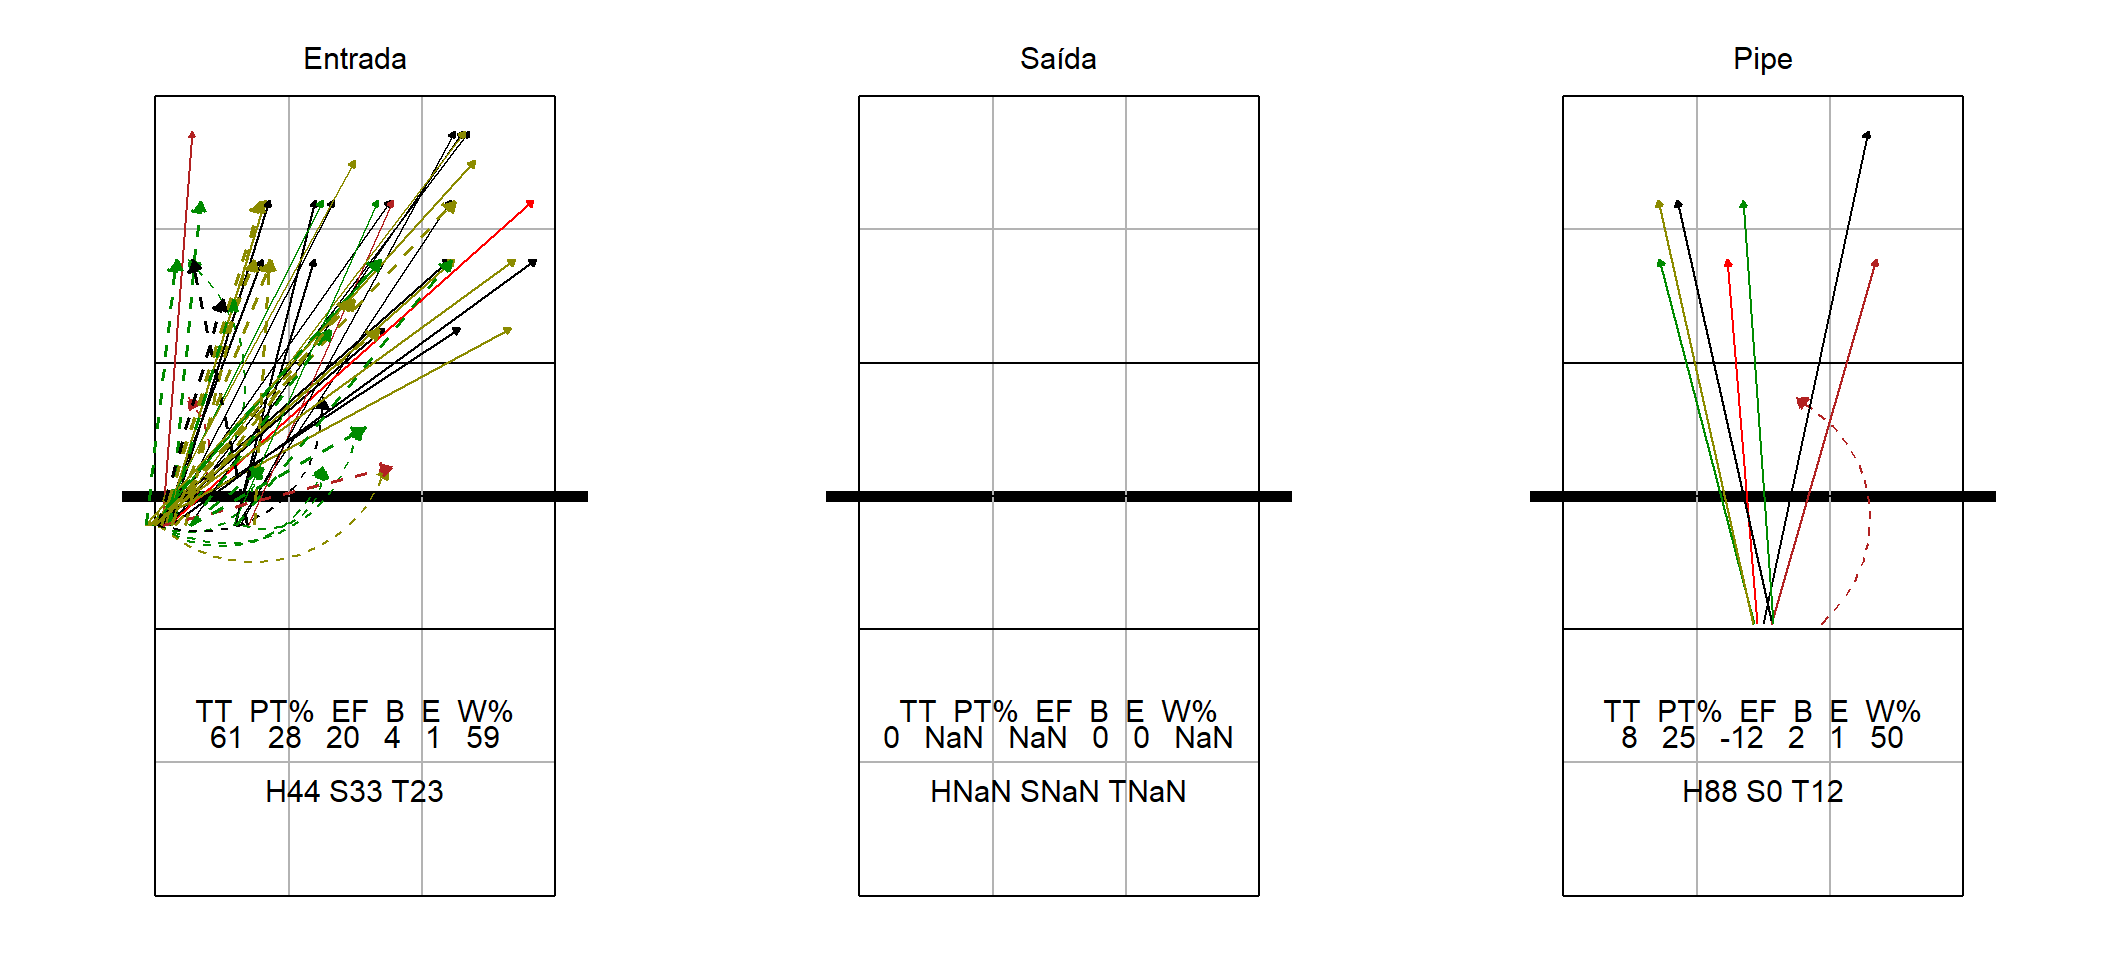 Entrada
TT PT% EF B E W%
61 28 20 4 1 59
H44 S33 T23
Saída
TT PT% EF B E W%
0 NaN NaN 0 0 NaN
HNaN SNaN TNaN
Pipe
TT PT% EF B E W%
8 25 -12 2 1 50
H88 S0 T12